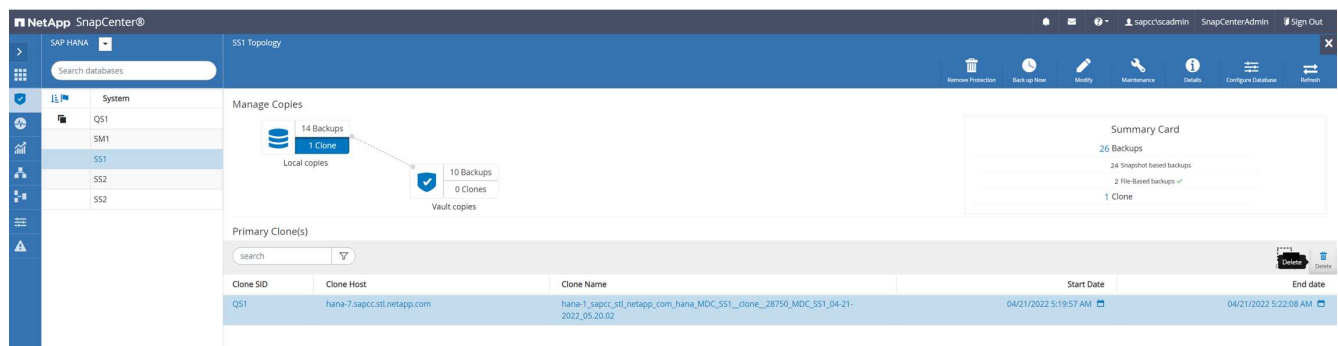 NetApp SnapCenter®
sapcc\scadmin SnapCenterAdmin Sign Out
SAP HANA
SS1 Topology
Search databases
Remove Protection Back up Now Modify Maintenance Details Configure Database Refresh
System
QS1
SM1
SS1
SS2
SS2
Manage Copies
14 Backups
1 Clone
Local copies
10 Backups
0 Clones
Vault copies
Summary Card
26 Backups
24 Snapshot based backups
2 File-Based backups
1 Clone
Primary Clone(s)
search
Delete Delete
Clone SID Clone Host Clone Name Start Date End date
QS1 hana-7.sapcc.stl.netapp.com hana-1_sapcc_stl_netapp_com_hana_MDC_SS1__clone__28750_MDC_SS1_04-21- 04/21/2022 5:19:57 AM 04/21/2022 5:22:08 AM
2022_05.20.02